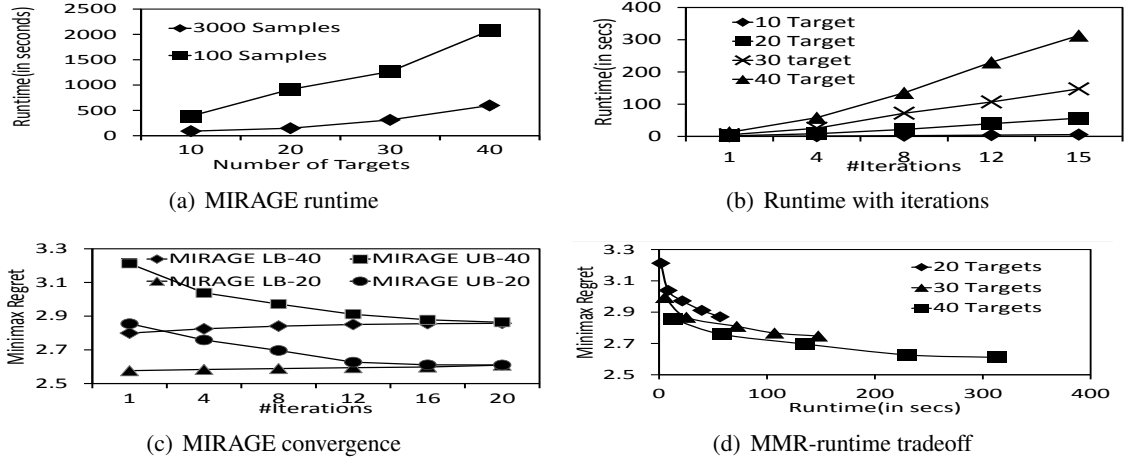 Runtime(in seconds)
2500
2000
1500
1000
500
0
3000 Samples
100 Samples
10 20 30 40
Number of Targets
(a) MIRAGE runtime
Runtime(in secs)
400
300
200
100
0
10 Target
20 Target
30 target
40 Target
1 4 8 12 15
#Iterations
(b) Runtime with iterations
Minimax Regret
3.3
3.1
2.9
2.7
2.5
MIRAGE LB-40 MIRAGE UB-40
MIRAGE LB-20 MIRAGE UB-20
1 4 8 12 16 20
#Iterations
(c) MIRAGE convergence
Minimax Regret
3.3
3.1
2.9
2.7
2.5
20 Targets
30 Targets
40 Targets
0 100 200 300 400
Runtime(in secs)
(d) MMR-runtime tradeoff